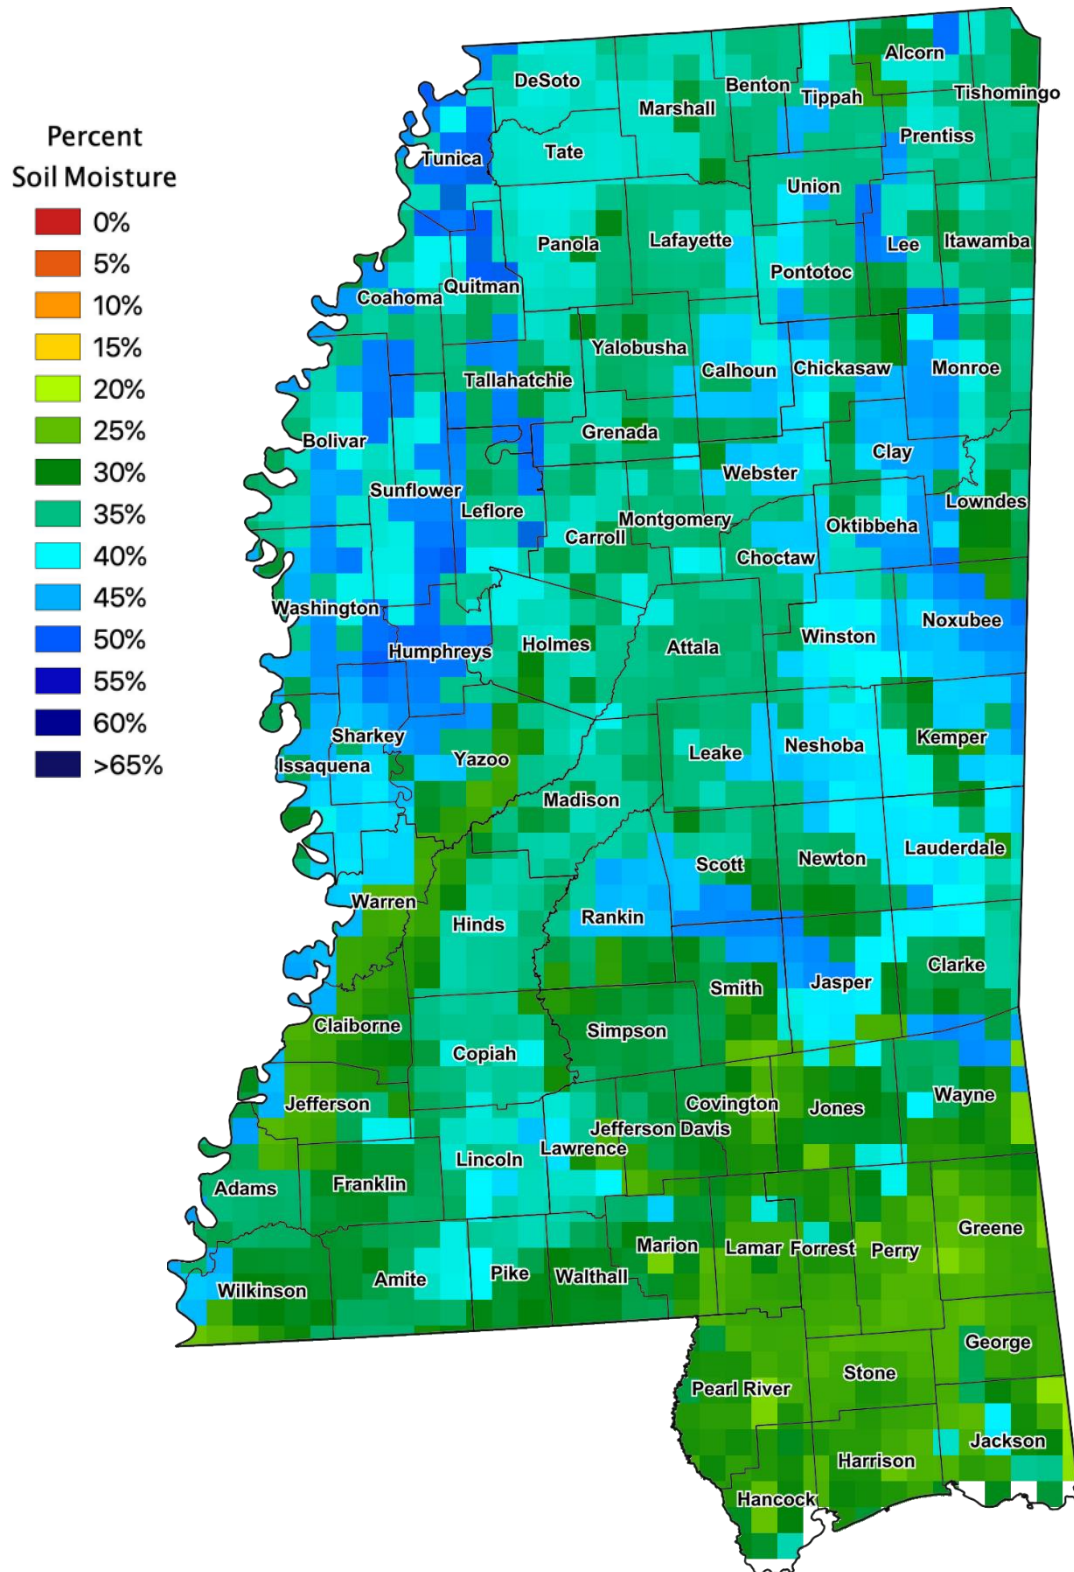 Percent
Soil Moisture
0%
5%
10%
15%
20%
25%
30%
35%
40%
45%
50%
55%
60%
>65%
Alcorn
DeSoto
Benton
Tippah
Tishomingo
Marshall
Prentiss
Tunica
Tate
Union
Panola
Lafayette
Lee
Itawamba
Pontotoc
Quitman
Coahoma
Yalobusha
Calhoun
Chickasaw
Monroe
Tallahatchie
Bolivar
Grenada
Clay
Webster
Sunflower
Leflore
Montgomery
Lowndes
Oktibbeha
Carroll
Choctaw
Washington
Noxubee
Winston
Humphreys
Holmes
Attala
Sharkey
Kemper
Neshoba
Leake
Yazoo
Issaquena
Madison
Lauderdale
Newton
Scott
Warren
Rankin
Hinds
Clarke
Jasper
Smith
Claiborne
Simpson
Copiah
Wayne
Jefferson
Covington
Jones
Jefferson Davis
Lawrence
Lincoln
Franklin
Adams
Greene
Marion
Lamar
Forrest
Perry
Pike
Walthall
Amite
Wilkinson
George
Stone
Pearl River
Jackson
Harrison
Hancock